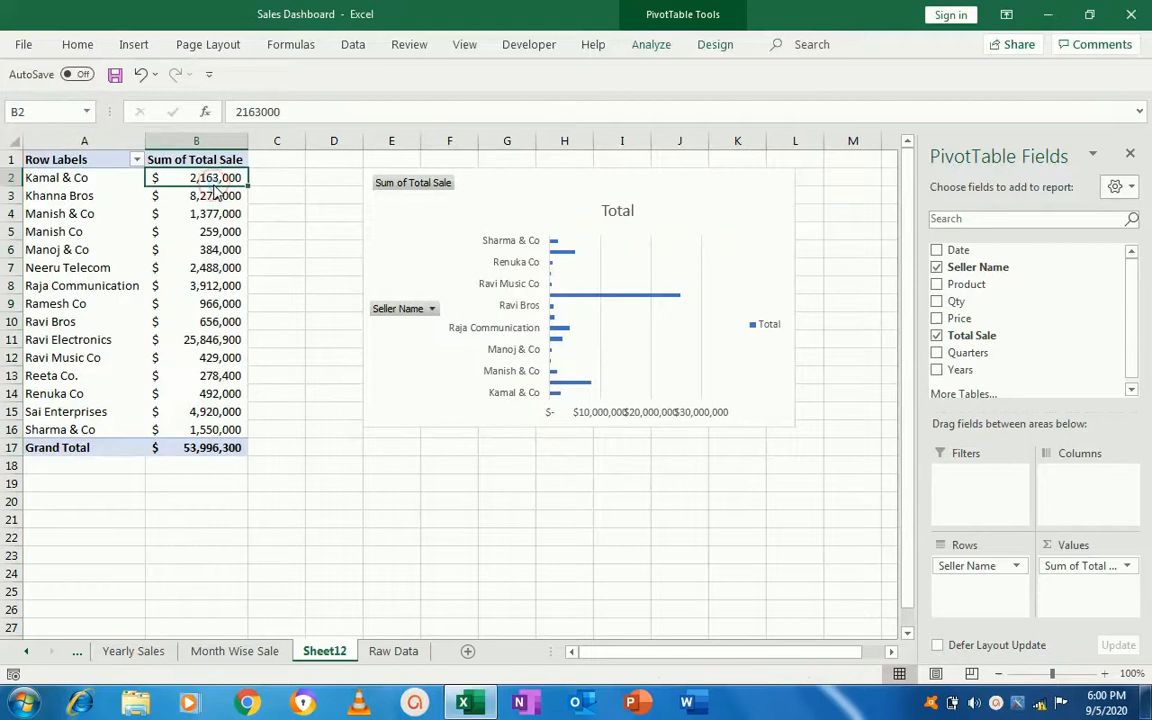 Sales Dashboard - Excel
PivotTable Tools
Sign in
File Home Insert Page Layout Formulas Data Review View Developer Help Analyze Design Search Share Comments
AutoSave Off
B2 fx 2163000
A B C D E F G H I J K L M
1 Row Labels Sum of Total Sale
2 Kamal & Co $ 2,163,000
3 Khanna Bros $
4 Manish & Co $ 1,377,000
5 Manish Co $ 259,000
6 Manoj & Co $ 384,000
7 Neeru Telecom $ 2,488,000
8 Raja Communication $ 3,912,000
9 Ramesh Co $ 966,000
10 Ravi Bros $ 656,000
11 Ravi Electronics $ 25,846,900
12 Ravi Music Co $ 429,000
13 Reeta Co. $ 278,400
14 Renuka Co $ 492,000
15 Sai Enterprises $ 4,920,000
16 Sharma & Co $ 1,550,000
17 Grand Total $ 53,996,300
18
19
20
21
22
23
24
25
26
27
Sum of Total Sale
Total
Sharma & Co
Renuka Co
Ravi Music Co
Ravi Bros
Seller Name
Raja Communication
Total
Manoj & Co
Manish & Co
Kamal & Co
$- $10,000,000 $20,000,000 $30,000,000
PivotTable Fields
Choose fields to add to report:
Search
Date
Seller Name
Product
Qty
Price
Total Sale
Quarters
Years
More Tables...
Drag fields between areas below:
Filters Columns
Rows Σ Values
Seller Name Sum of Total ...
Defer Layout Update Update
... Yearly Sales Month Wise Sale Sheet12 Raw Data
100%
6:00 PM
9/5/2020